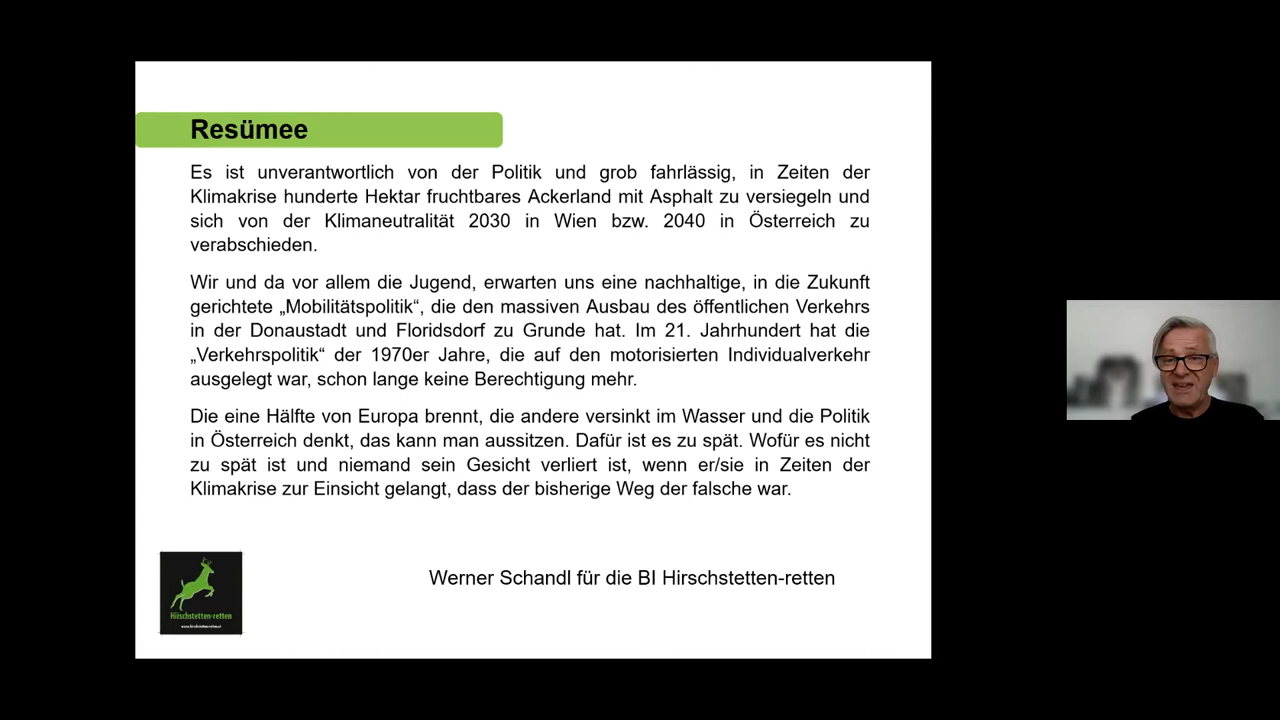 Resümee
Es ist unverantwortlich von der Politik und grob fahrlässig, in Zeiten der
Klimakrise hunderte Hektar fruchtbares Ackerland mit Asphalt zu versiegeln und
sich von der Klimaneutralität 2030 in Wien bzw. 2040 in Österreich zu
verabschieden.
Wir und da vor allem die Jugend, erwarten uns eine nachhaltige, in die Zukunft
gerichtete „Mobilitätspolitik“, die den massiven Ausbau des öffentlichen Verkehrs
in der Donaustadt und Floridsdorf zu Grunde hat. Im 21. Jahrhundert hat die
„Verkehrspolitik“ der 1970er Jahre, die auf den motorisierten Individualverkehr
ausgelegt war, schon lange keine Berechtigung mehr.
Die eine Hälfte von Europa brennt, die andere versinkt im Wasser und die Politik
in Österreich denkt, das kann man aussitzen. Dafür ist es zu spät. Wofür es nicht
zu spät ist und niemand sein Gesicht verliert ist, wenn er/sie in Zeiten der
Klimakrise zur Einsicht gelangt, dass der bisherige Weg der falsche war.
Werner Schandl für die BI Hirschstetten-retten
Hirschstetten-retten